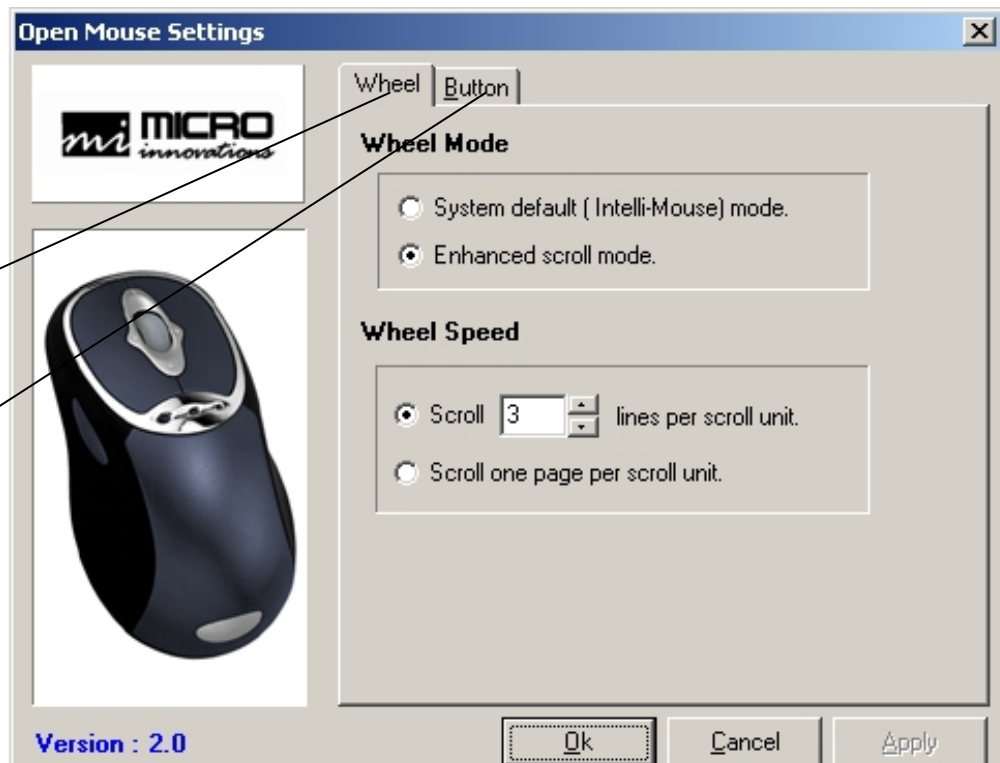 Open Mouse Settings
mi MICRO
innovations
Wheel Button
Wheel Mode
System default ( Intelli-Mouse) mode.
Enhanced scroll mode.
Wheel Speed
Scroll 3 lines per scroll unit.
Scroll one page per scroll unit.
Version : 2.0
Ok Cancel Apply